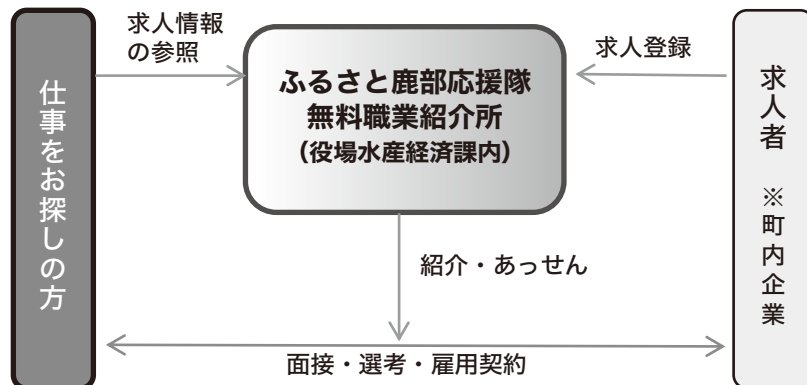 仕事をお探しの方
求人情報
の参照
ふるさと鹿部応援隊
無料職業紹介所
（役場水産経済課内）
求人登録
求人者　※町内企業
紹介・あっせん
面接・選考・雇用契約